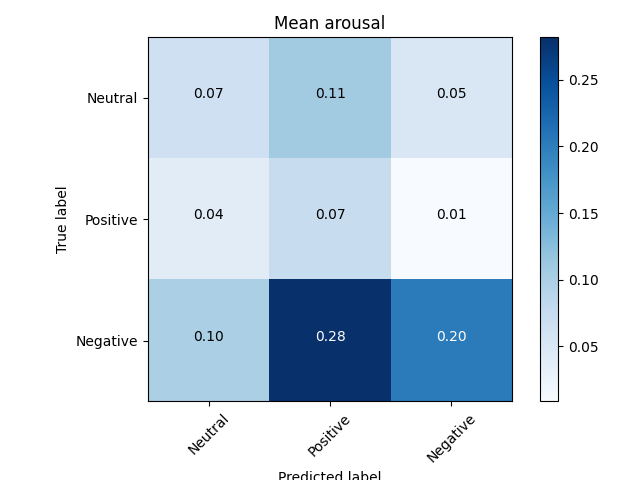 Mean arousal
Neutral 0.07 0.11 0.05
Positive 0.04 0.07 0.01
Negative 0.10 0.28 0.20
Neutral Positive Negative
True label
Predicted label
0.25
0.20
0.15
0.10
0.05